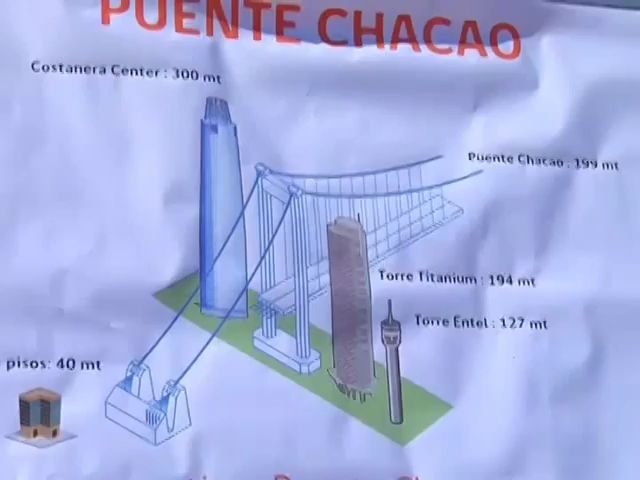 PUENTE CHACAO
Costanera Center : 300 mt
Puente Chacao : 199 mt
Torre Titanium : 194 mt
Torre Entel : 127 mt
pisos: 40 mt
Puente